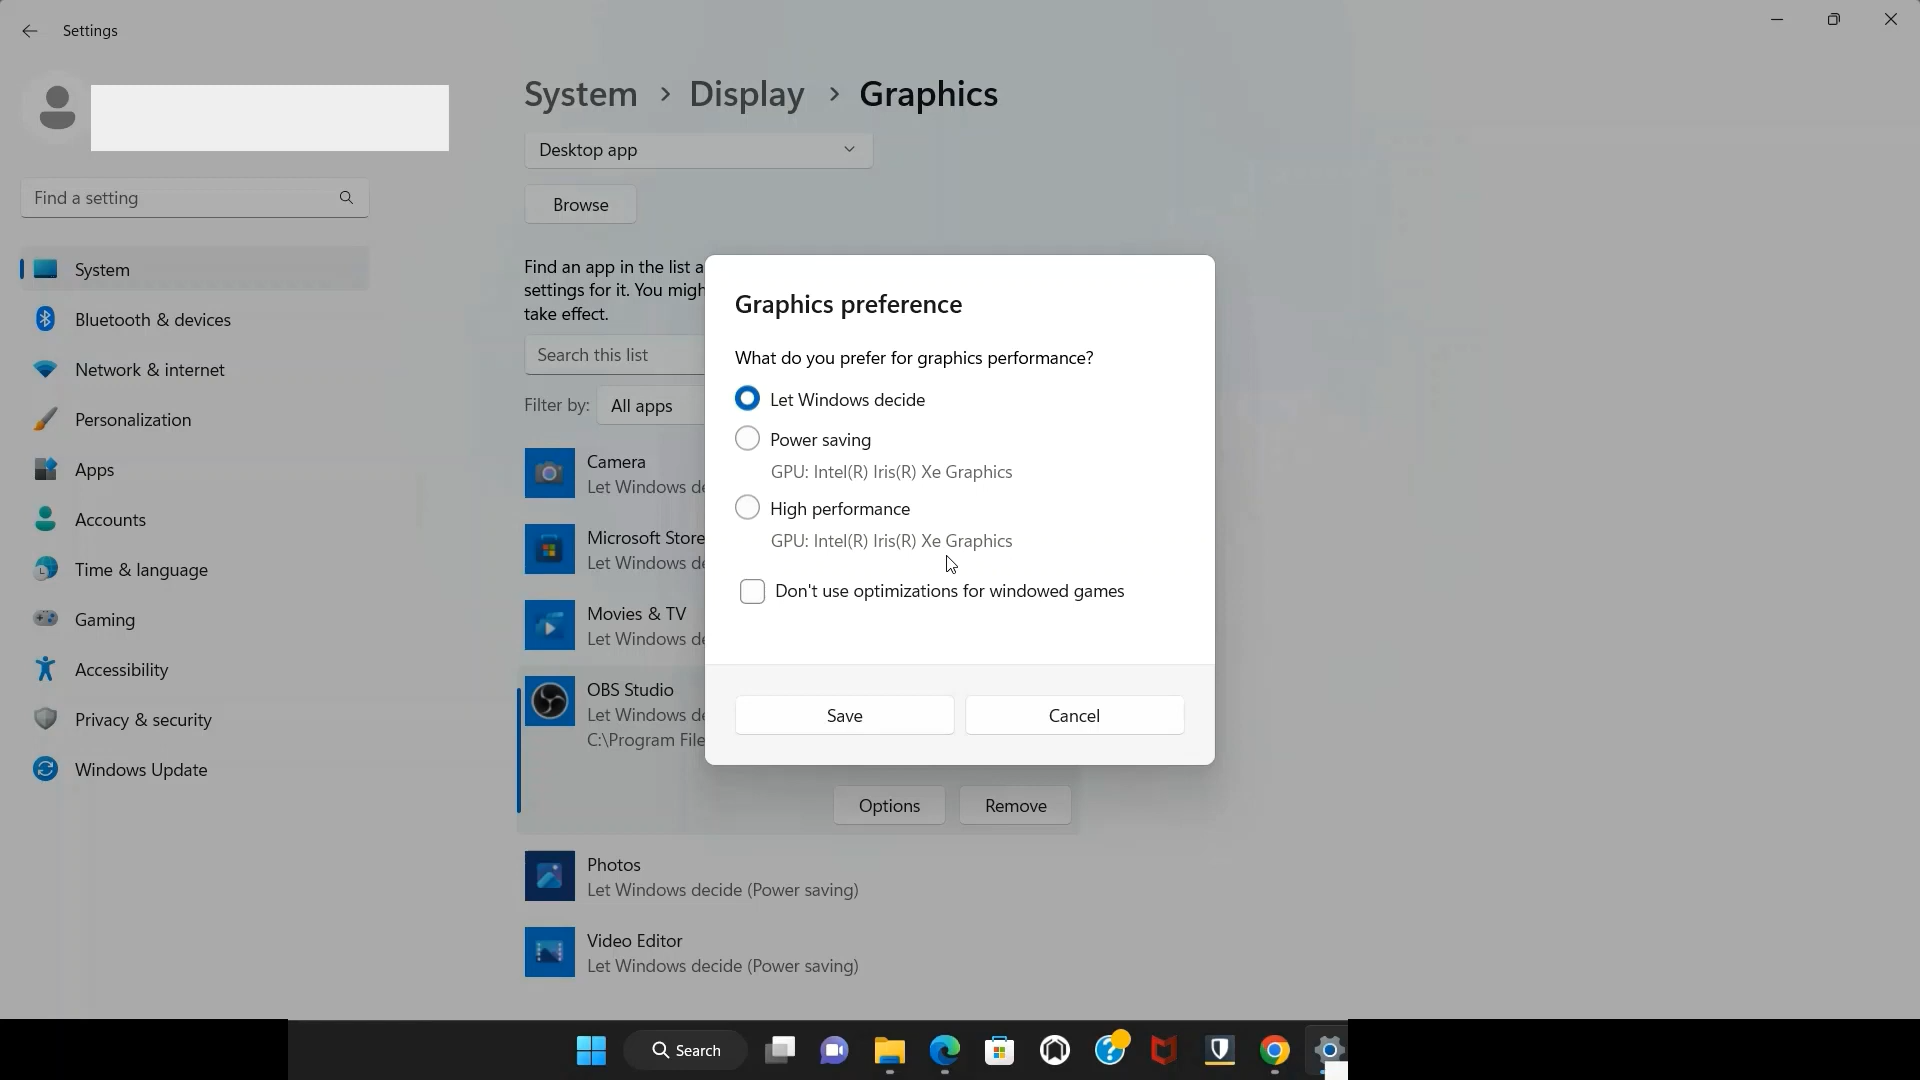 Settings
Find a setting
System
Bluetooth & devices
Network & internet
Personalization
Apps
Accounts
Time & language
Gaming
Accessibility
Privacy & security
Windows Update
System > Display > Graphics
Desktop app
Browse
Find an app in the list a
settings for it. You migh
take effect.
Search this list
Filter by: All apps
Camera
Let Windows de
Microsoft Store
Let Windows de
Movies & TV
Let Windows de
OBS Studio
Let Windows de
C:\Program File
Options
Remove
Photos
Let Windows decide (Power saving)
Video Editor
Let Windows decide (Power saving)
Graphics preference
What do you prefer for graphics performance?
Let Windows decide
Power saving
GPU: Intel(R) Iris(R) Xe Graphics
High performance
GPU: Intel(R) Iris(R) Xe Graphics
Don't use optimizations for windowed games
Save
Cancel
Search